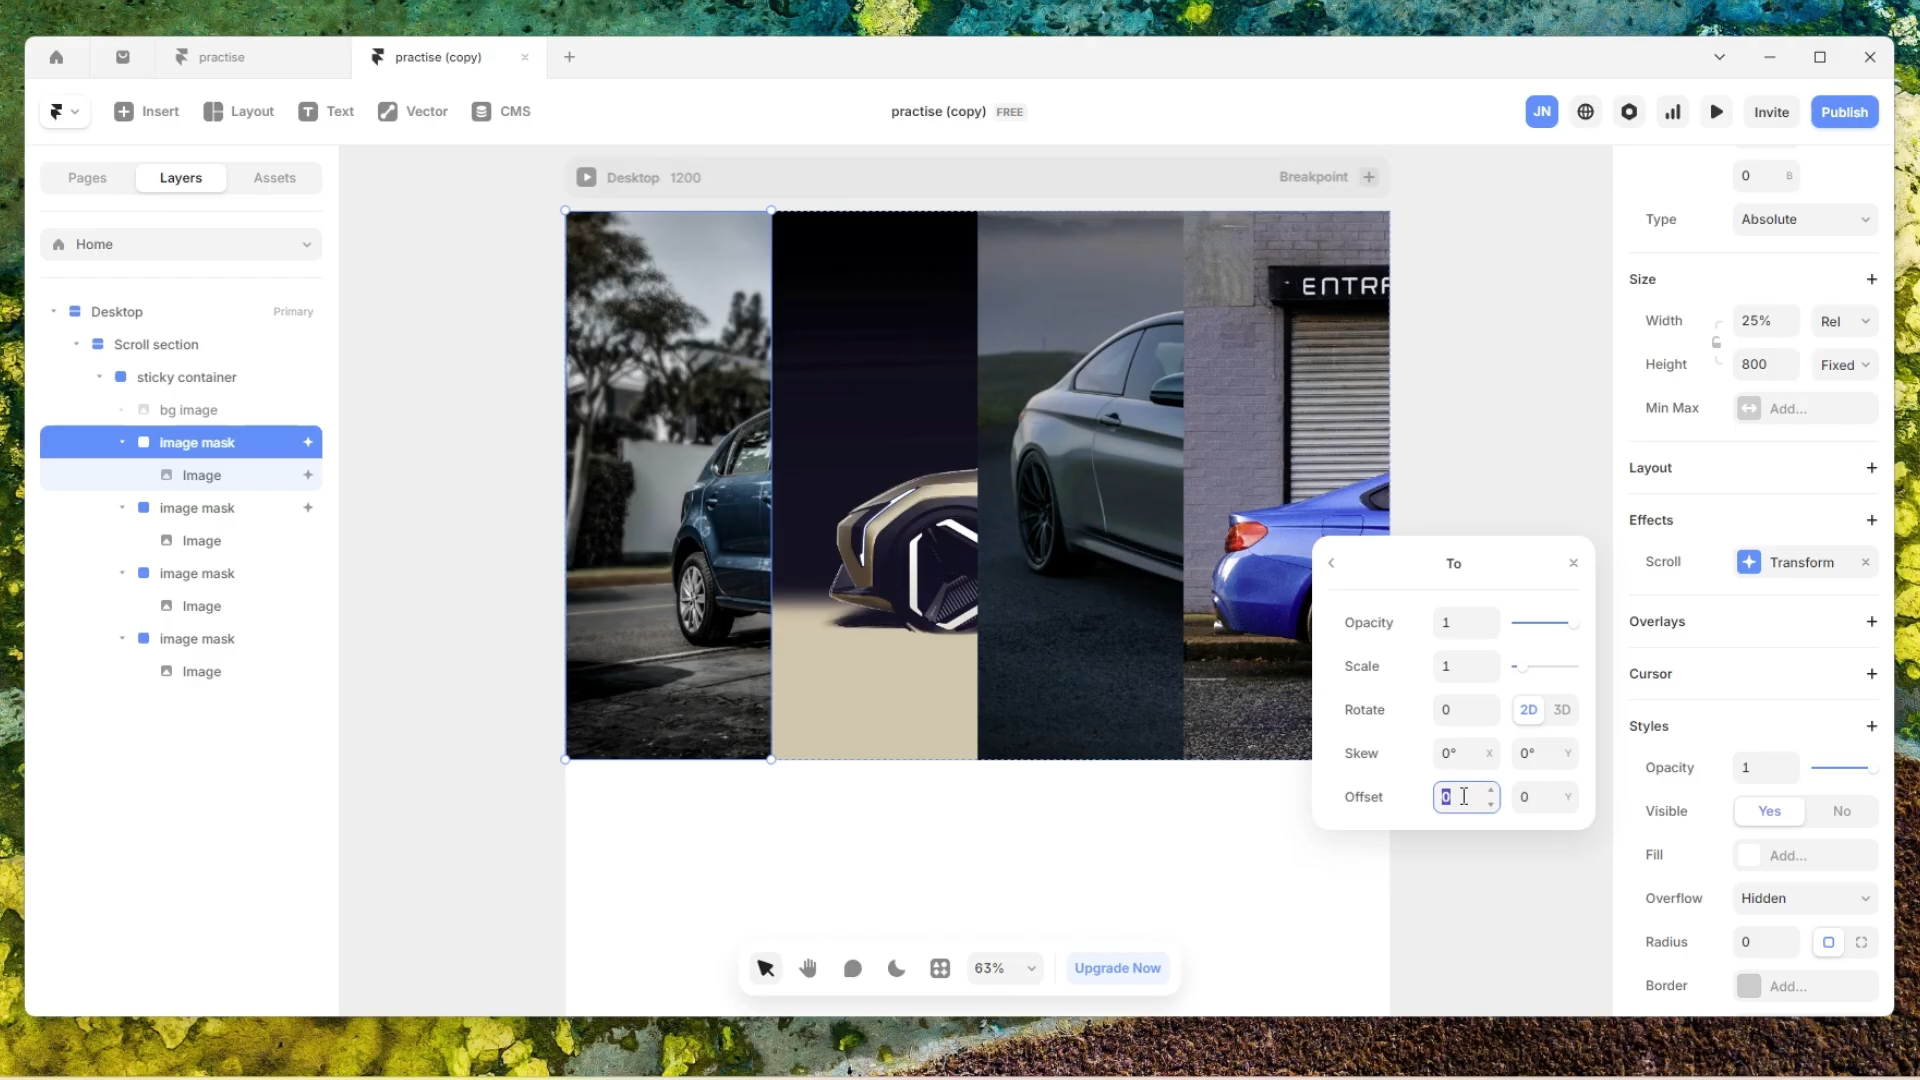 practise
practise (copy)
Insert
Layout
Text
Vector
CMS
practise (copy)
FREE
JN
Invite
Publish
Pages
Layers
Assets
Home
Desktop
Primary
Scroll section
sticky container
bg image
image mask
Image
image mask
Image
image mask
Image
image mask
Image
Desktop 1200
Breakpoint
ENTR
To
Opacity 1
Scale 1
Rotate 0 2D 3D
Skew 0° X 0° Y
Offset 0 0 Y
63%
Upgrade Now
0 B
Type Absolute
Size
Width 25% Rel
Height 800 Fixed
Min Max Add...
Layout
Effects
Scroll Transform
Overlays
Cursor
Styles
Opacity 1
Visible Yes No
Fill Add...
Overflow Hidden
Radius 0
Border Add...